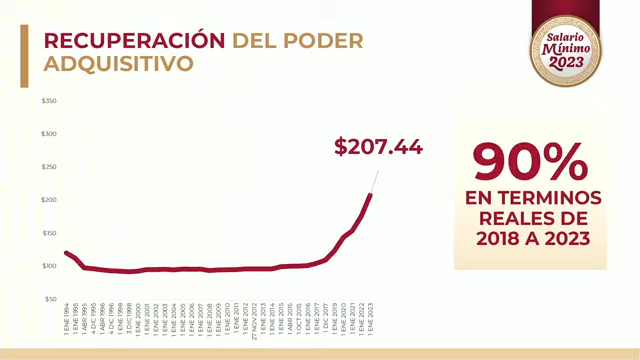 RECUPERACIÓN DEL PODER
ADQUISITIVO
Salario
Mínimo
2023
$350
$300
$250
$200
$150
$100
$50
$207.44
90%
EN TERMINOS
REALES DE
2018 A 2023
1 ENE 1994
1 ENE 1995
1 ABR 1995
4 DIC 1995
1 ABR 1996
4 DIC 1996
1 ENE 1998
3 DIC 1998
1 ENE 2000
1 ENE 2001
1 ENE 2002
1 ENE 2003
1 ENE 2004
1 ENE 2005
1 ENE 2006
1 ENE 2007
1 ENE 2008
1 ENE 2009
1 ENE 2010
1 ENE 2011
1 ENE 2012
27 NOV 2012
1 ENE 2013
1 ENE 2014
1 ENE 2015
1 ABR 2015
1 OCT 2015
1 ENE 2016
1 ENE 2017
1 DIC 2017
1 ENE 2019
1 ENE 2020
1 ENE 2021
1 ENE 2022
1 ENE 2023